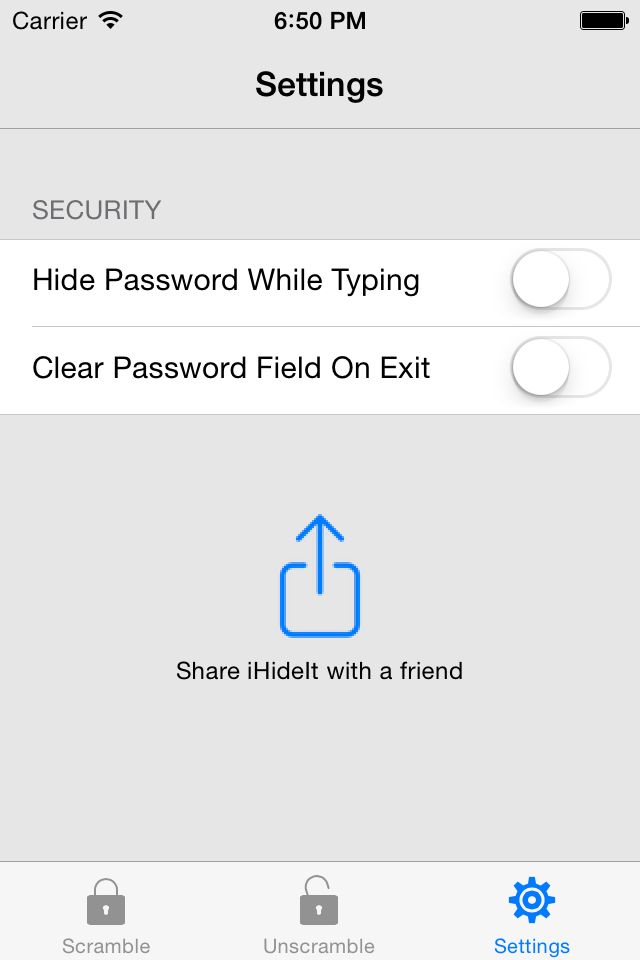 Carrier 6:50 PM
Settings
SECURITY
Hide Password While Typing
Clear Password Field On Exit
Share iHideIt with a friend
Scramble Unscramble Settings